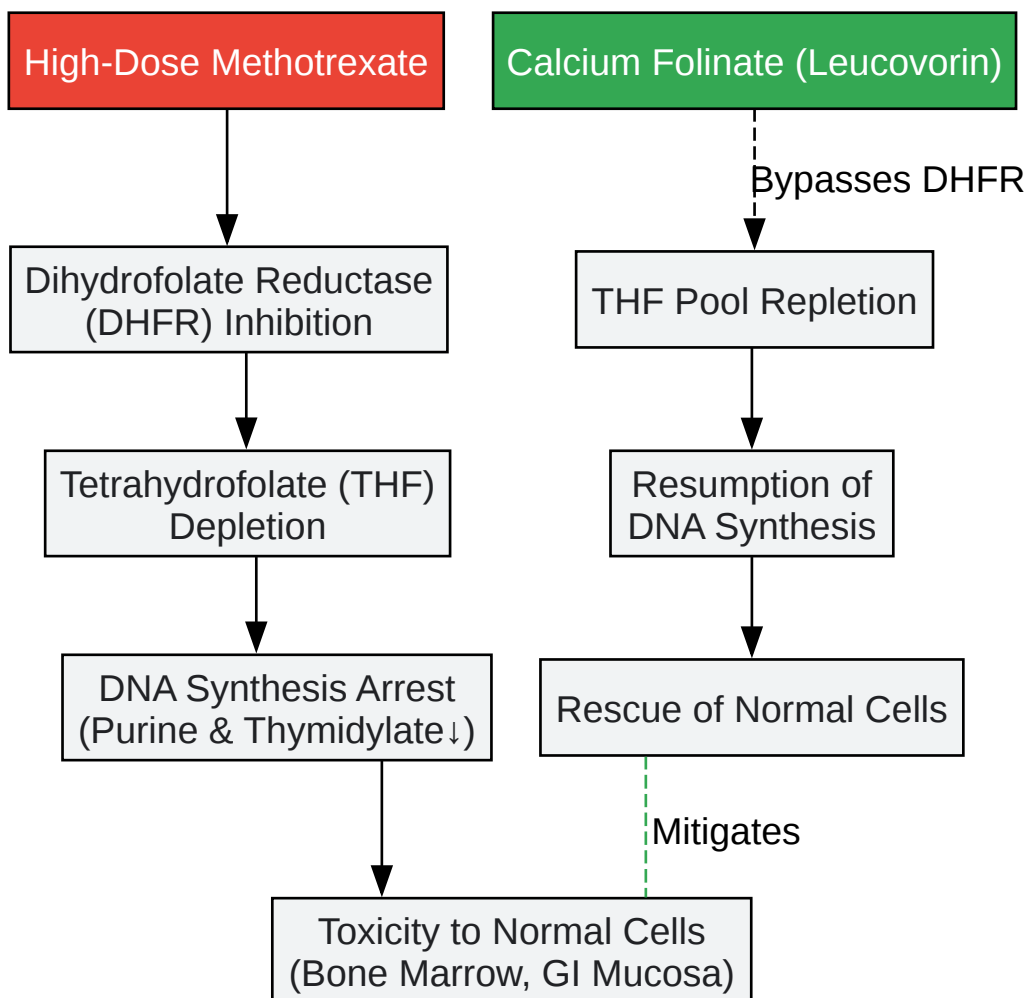 High-Dose Methotrexate
Calcium Folinate (Leucovorin)
Bypasses DHFR
Dihydrofolate Reductase
(DHFR) Inhibition
THF Pool Repletion
Tetrahydrofolate (THF)
Depletion
Resumption of
DNA Synthesis
DNA Synthesis Arrest
(Purine & Thymidylate↓)
Rescue of Normal Cells
Mitigates
Toxicity to Normal Cells
(Bone Marrow, GI Mucosa)